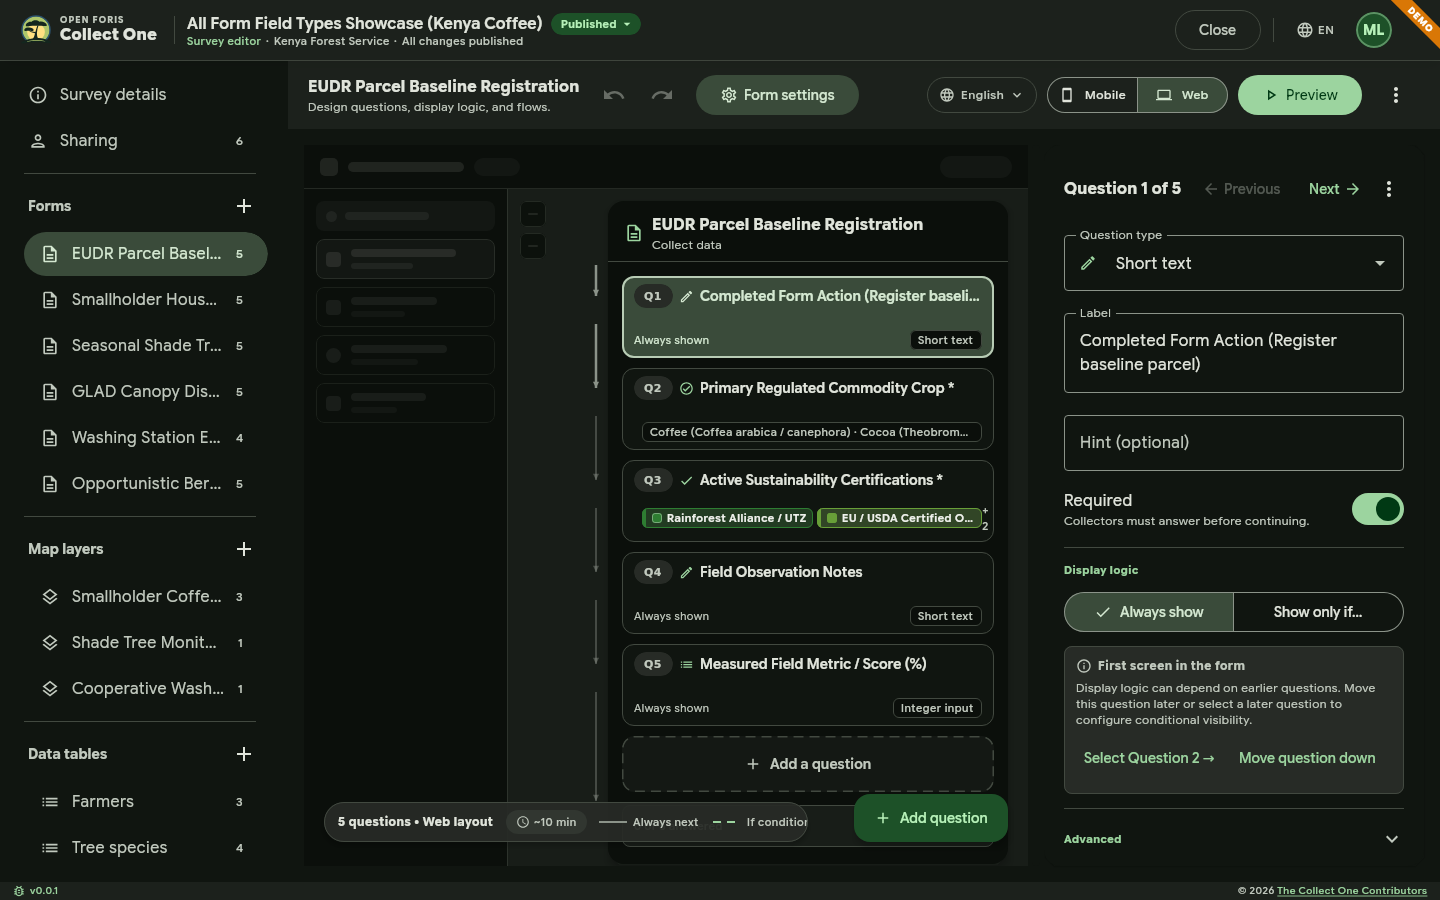 OPEN FORIS
Collect One
All Form Field Types Showcase (Kenya Coffee)
Published
Survey editor · Kenya Forest Service · All changes published
Close
EN
ML
DEMO
Survey details
Sharing 6
Forms
EUDR Parcel Basel... 5
Smallholder Hous... 5
Seasonal Shade Tr... 5
GLAD Canopy Dis... 5
Washing Station E... 4
Opportunistic Ber... 5
Map layers
Smallholder Coffe... 3
Shade Tree Monit... 1
Cooperative Wash... 1
Data tables
Farmers 3
Tree species 4
EUDR Parcel Baseline Registration
Design questions, display logic, and flows.
Form settings
English
Mobile
Web
Preview
EUDR Parcel Baseline Registration
Collect data
Q1 Completed Form Action (Register baseli...
Always shown Short text
Q2 Primary Regulated Commodity Crop *
Coffee (Coffea arabica / canephora) · Cocoa (Theobrom...
Q3 Active Sustainability Certifications *
Rainforest Alliance / UTZ EU / USDA Certified O... +2
Q4 Field Observation Notes
Always shown Short text
Q5 Measured Field Metric / Score (%)
Always shown Integer input
Add a question
5 questions • Web layout ~10 min Always next If condition
Add question
Question 1 of 5 Previous Next
Question type
Short text
Label
Completed Form Action (Register
baseline parcel)
Hint (optional)
Required
Collectors must answer before continuing.
Display logic
Always show Show only if...
First screen in the form
Display logic can depend on earlier questions. Move
this question later or select a later question to
configure conditional visibility.
Select Question 2 → Move question down
Advanced
v0.0.1
© 2026 The Collect One Contributors